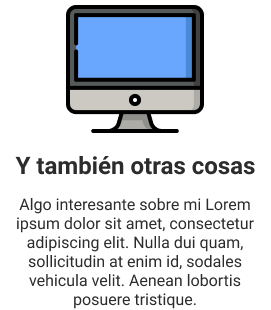 Y también otras cosas
Algo interesante sobre mi Lorem
ipsum dolor sit amet, consectetur
adipiscing elit. Nulla dui quam,
sollicitudin at enim id, sodales
vehicula velit. Aenean lobortis
posuere tristique.